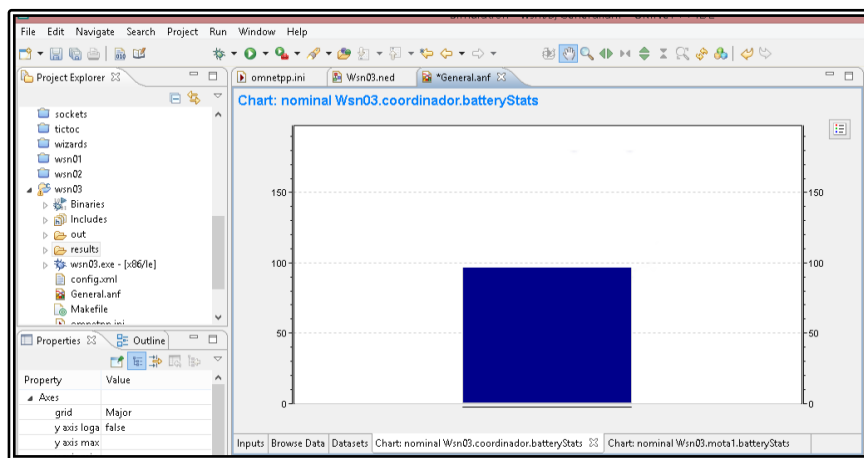 File Edit Navigate Search Project Run Window Help
Project Explorer
omnetpp.ini Wsn03.ned *General.anf
Chart: nominal Wsn03.coordinador.batteryStats
sockets
tictoc
wizards
wsn01
wsn02
wsn03
Binaries
Includes
out
results
wsn03.exe - [x86/le]
config.xml
General.anf
Makefile
omnetpp.ini
150 150
100 100
50 50
0 0
Properties Outline
Property Value
Axes
grid Major
y axis loga false
y axis max
Inputs Browse Data Datasets Chart: nominal Wsn03.coordinador.batteryStats Chart: nominal Wsn03.mota1.batteryStats